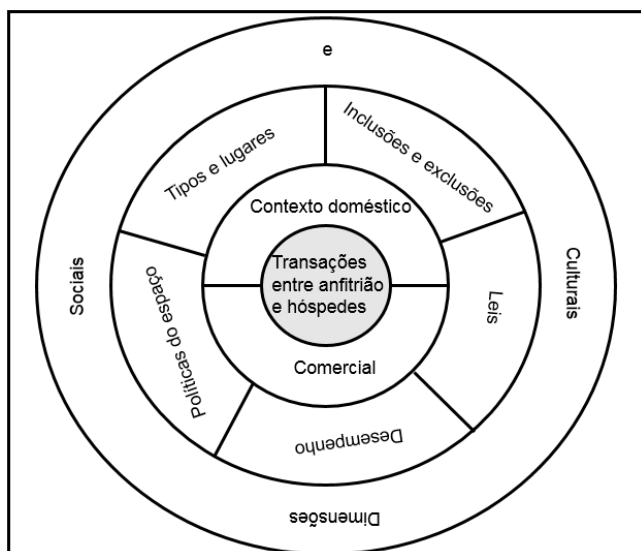 e
Inclusões e exclusões
Tipos e lugares
Contexto doméstico
Culturais
Sociais
Transações
entre anfitrião
e hóspedes
Leis
Políticas do espaço
Comercial
Desempenho
Dimensões